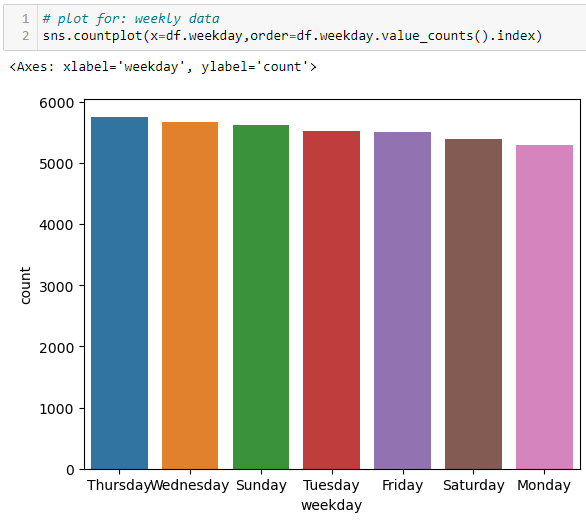 1 # plot for: weekly data
2 sns.countplot(x=df.weekday,order=df.weekday.value_counts().index)
<Axes: xlabel='weekday', ylabel='count'>
6000
5000
4000
3000
2000
1000
0
count
Thursday Wednesday Sunday Tuesday Friday Saturday Monday
weekday